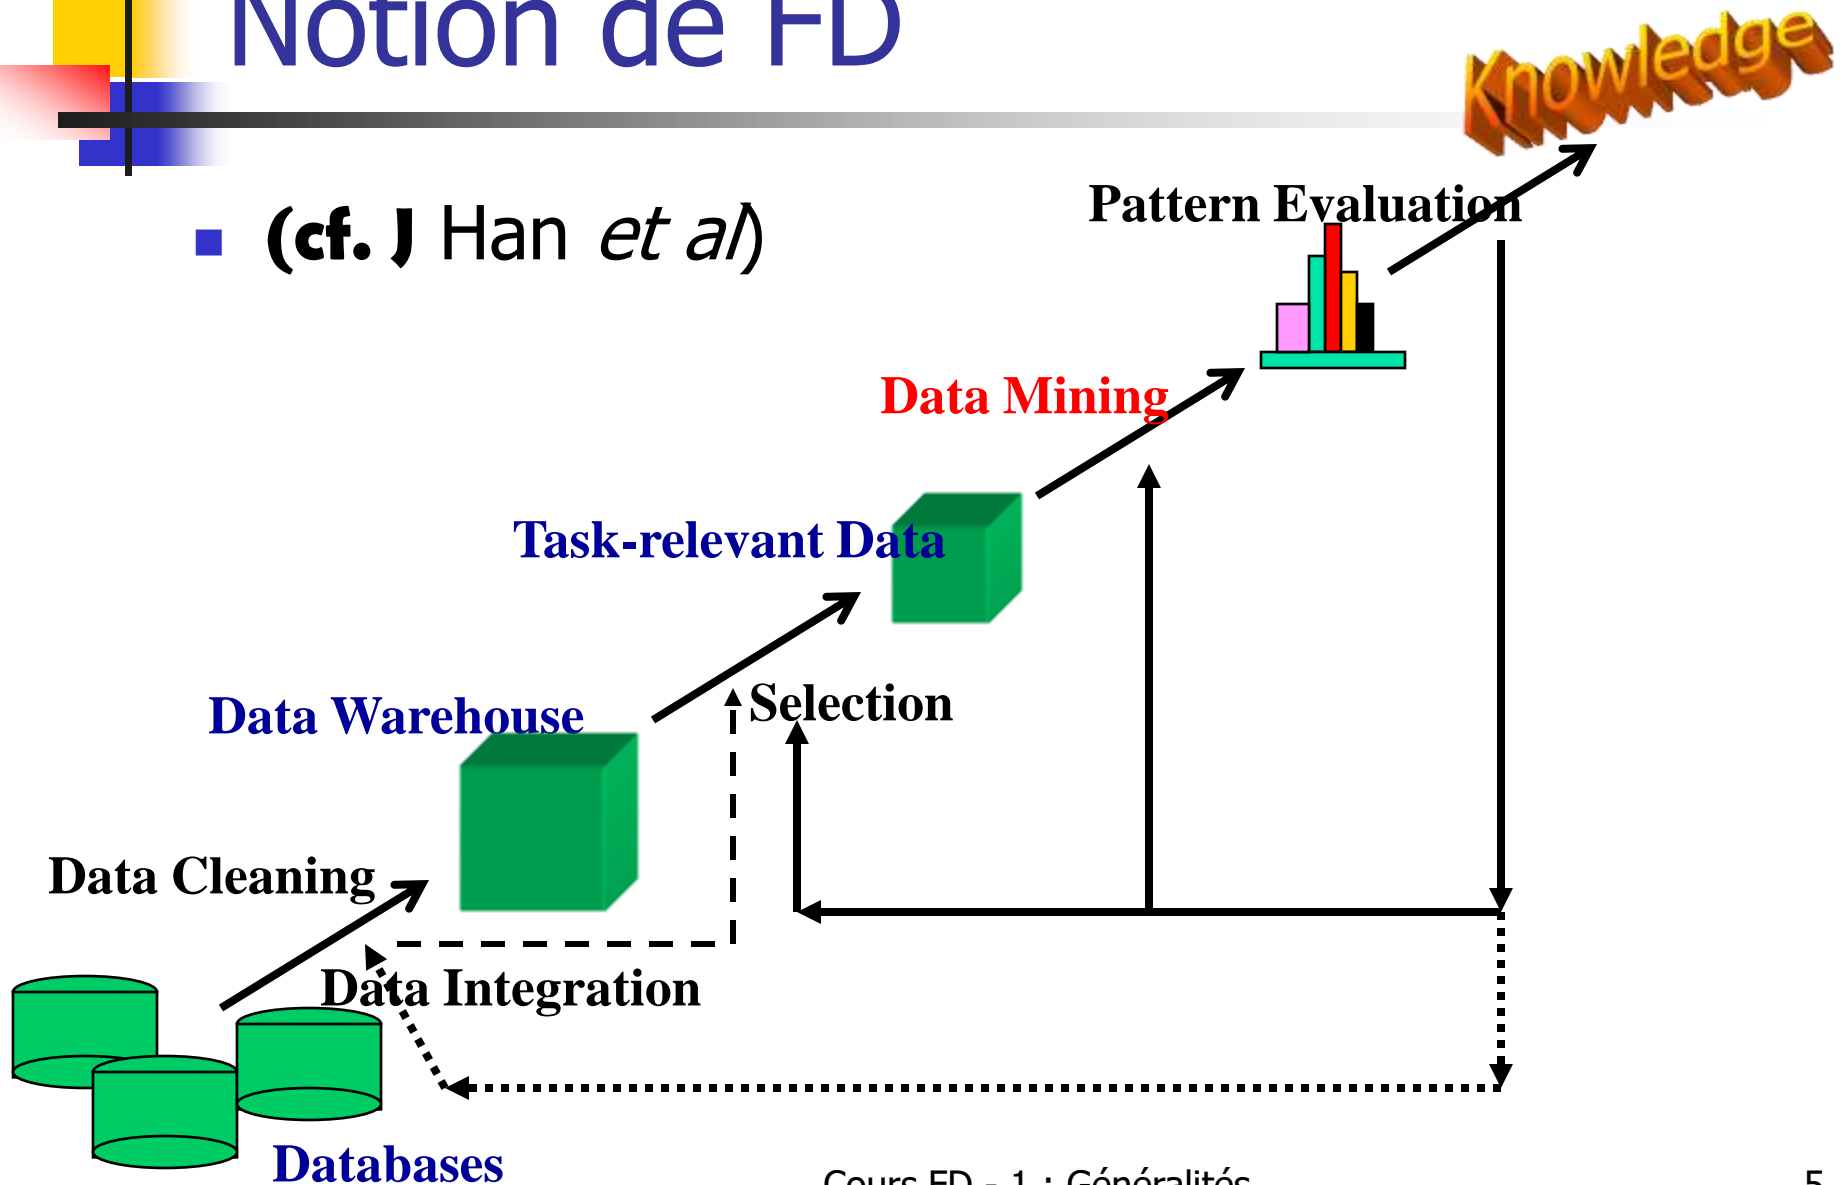 Notion de FD
Knowledge
(cf. J Han et al)
Pattern Evaluation
Data Mining
Task-relevant Data
Selection
Data Warehouse
Data Cleaning
Data Integration
Databases
Cours FD - 1 : Généralités
5